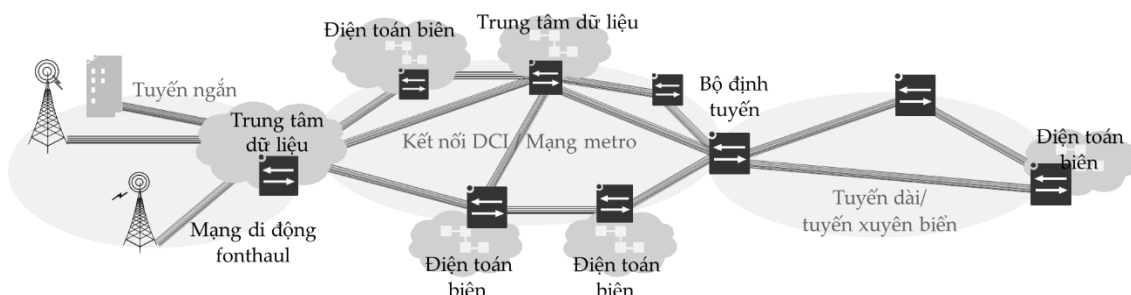 Điện toán biên
Trung tâm dữ liệu
Tuyến ngắn
Trung tâm
dữ liệu
Bộ định
tuyến
Kết nối DCI / Mạng metro
Điện toán
biên
Tuyến dài/
tuyến xuyên biển
Mạng di động
fonthaul
Điện toán
biên
Điện toán
biên